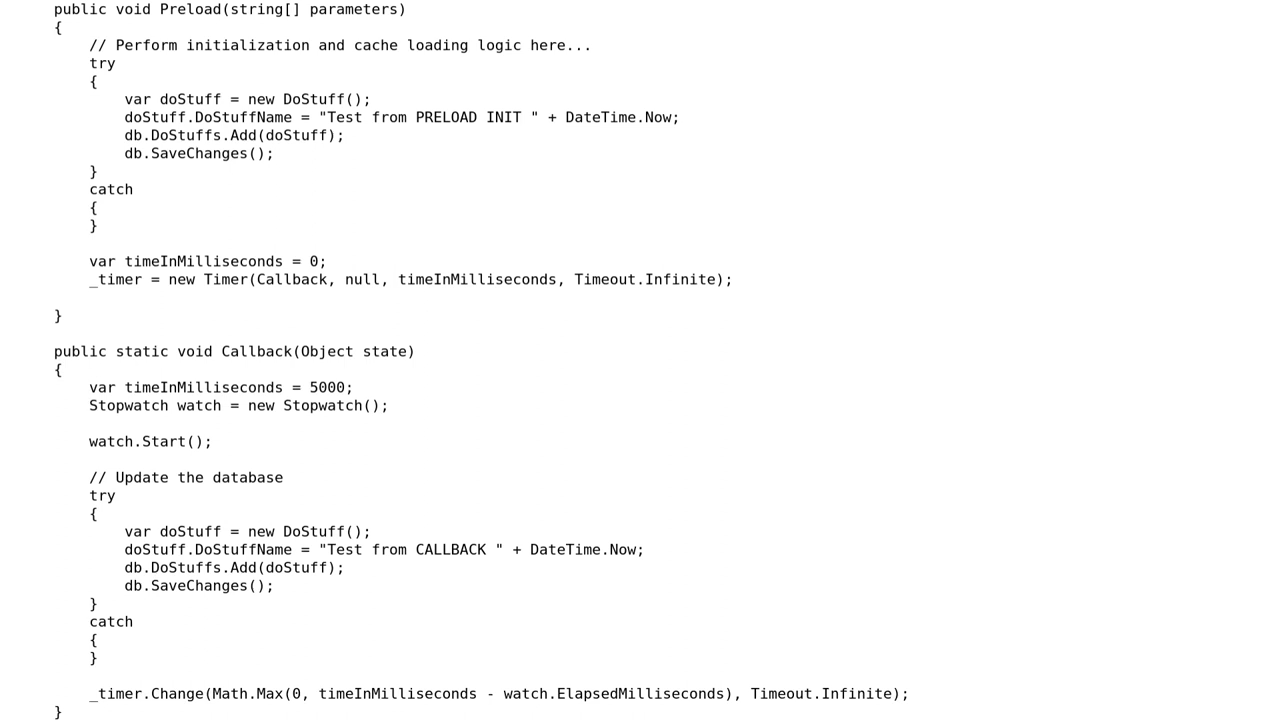 public void Preload(string[] parameters)
{
    // Perform initialization and cache loading logic here...
    try
    {
        var doStuff = new DoStuff();
        doStuff.DoStuffName = "Test from PRELOAD INIT " + DateTime.Now;
        db.DoStuffs.Add(doStuff);
        db.SaveChanges();
    }
    catch
    {
    }

    var timeInMilliseconds = 0;
    _timer = new Timer(Callback, null, timeInMilliseconds, Timeout.Infinite);

}

public static void Callback(Object state)
{
    var timeInMilliseconds = 5000;
    Stopwatch watch = new Stopwatch();

    watch.Start();

    // Update the database
    try
    {
        var doStuff = new DoStuff();
        doStuff.DoStuffName = "Test from CALLBACK " + DateTime.Now;
        db.DoStuffs.Add(doStuff);
        db.SaveChanges();
    }
    catch
    {
    }

    _timer.Change(Math.Max(0, timeInMilliseconds - watch.ElapsedMilliseconds), Timeout.Infinite);
}